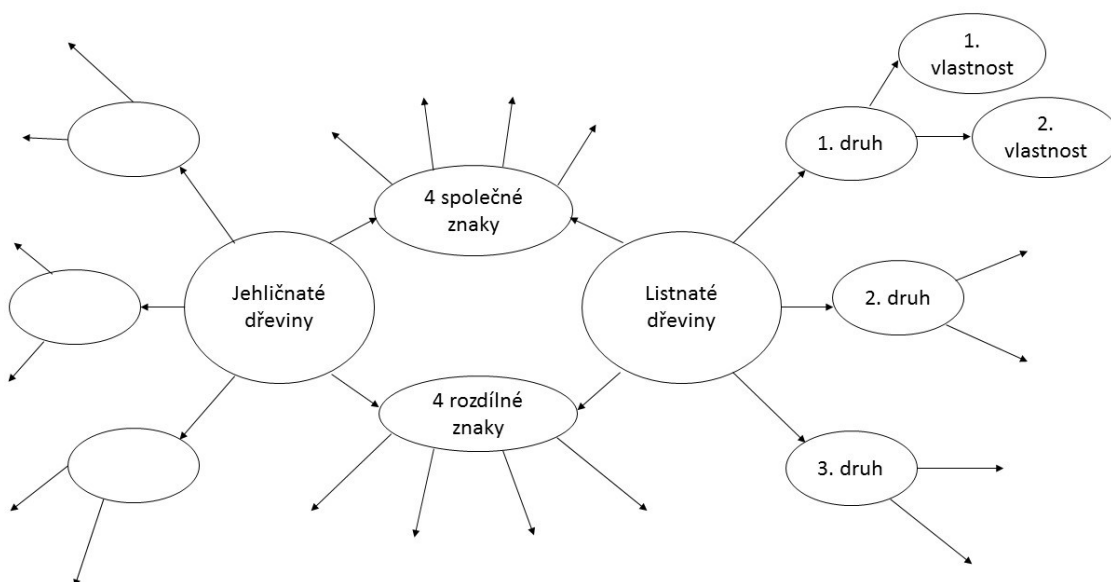 1.
vlastnost
2.
vlastnost
1. druh
4 společné
znaky
Jehličnaté
dřeviny
Listnaté
dřeviny
2. druh
4 rozdílné
znaky
3. druh